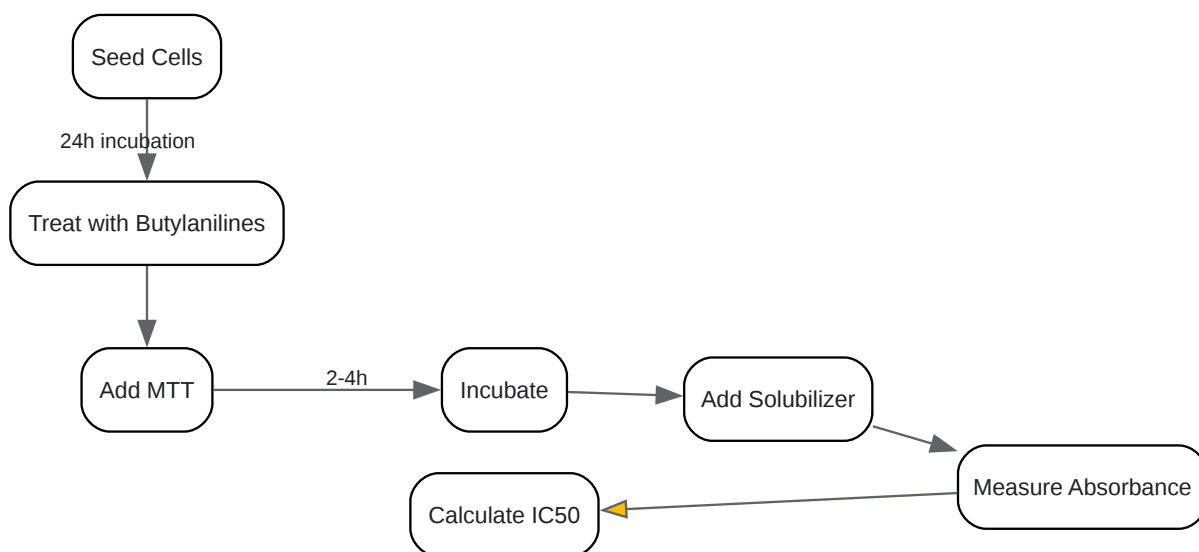 Seed Cells
24h incubation
Treat with Butylanilines
Add MTT
2-4h
Incubate
Add Solubilizer
Measure Absorbance
Calculate IC50